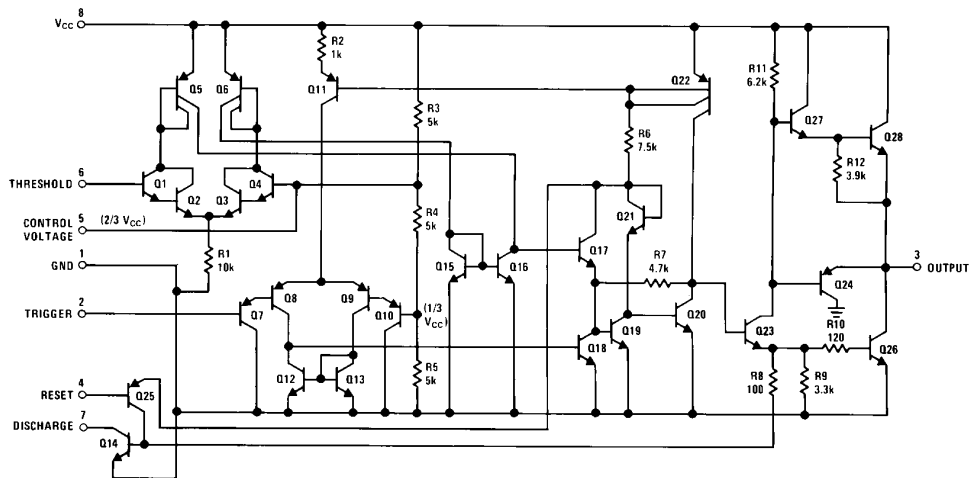 8
VCC
R2
1k
Q5
Q6
Q11
Q22
R11
6.2k
Q27
Q28
R3
5k
R6
7.5k
R12
3.9k
6
THRESHOLD
Q1
Q2
Q3
Q4
5
CONTROL
VOLTAGE
(2/3 VCC)
R4
5k
Q21
1
GND
R1
10k
Q15
Q16
Q17
R7
4.7k
3
OUTPUT
Q24
2
TRIGGER
Q7
Q8
Q9
Q10
(1/3
VCC)
Q18
Q19
Q20
Q23
R10
120
Q26
4
RESET
Q25
Q12
Q13
R5
5k
R8
100
R9
3.3k
7
DISCHARGE
Q14